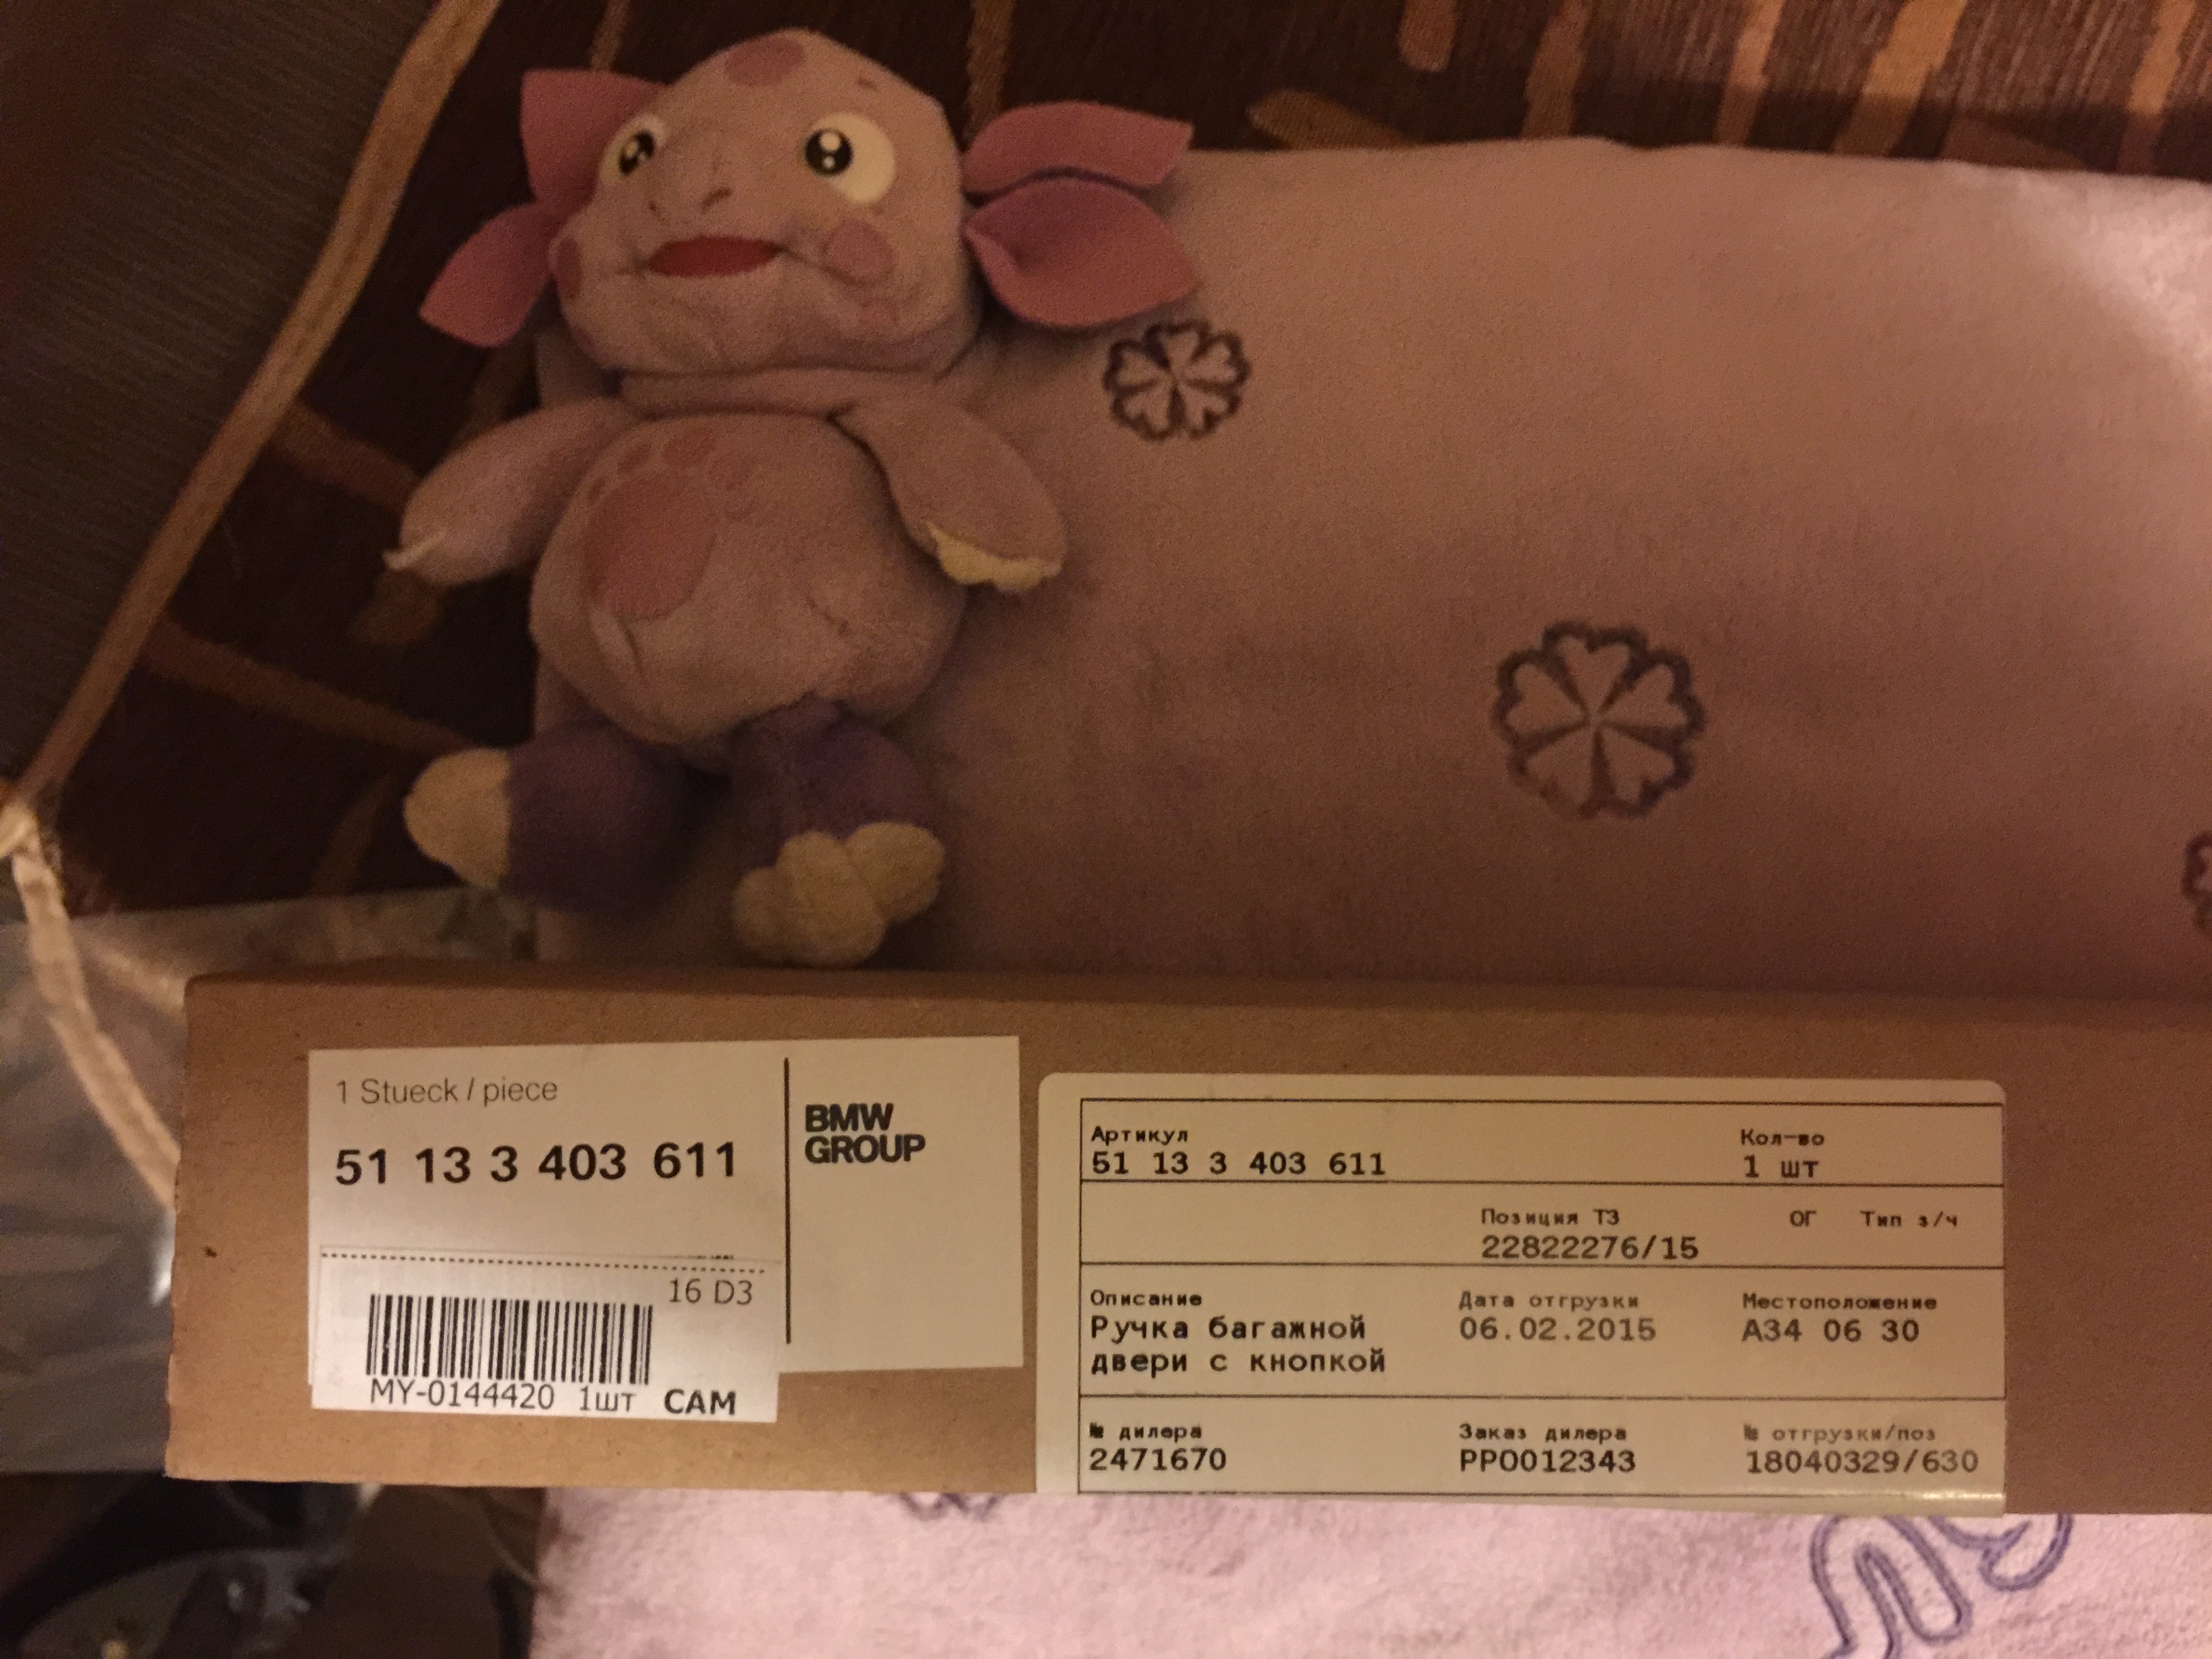 1 Stueck / piece
51 13 3 403 611
BMW
GROUP
16 D3
MY-0144420 1шт САМ
Артикул Кол-во
51 13 3 403 611 1 шт
Позиция ТЗ ОГ Тип з/ч
22822276/15
Описание Дата отгрузки Местоположение
Ручка багажной 06.02.2015 A34 06 30
двери с кнопкой
№ дилера Заказ дилера № отгрузки/поз
2471670 PPO012343 18040329/630